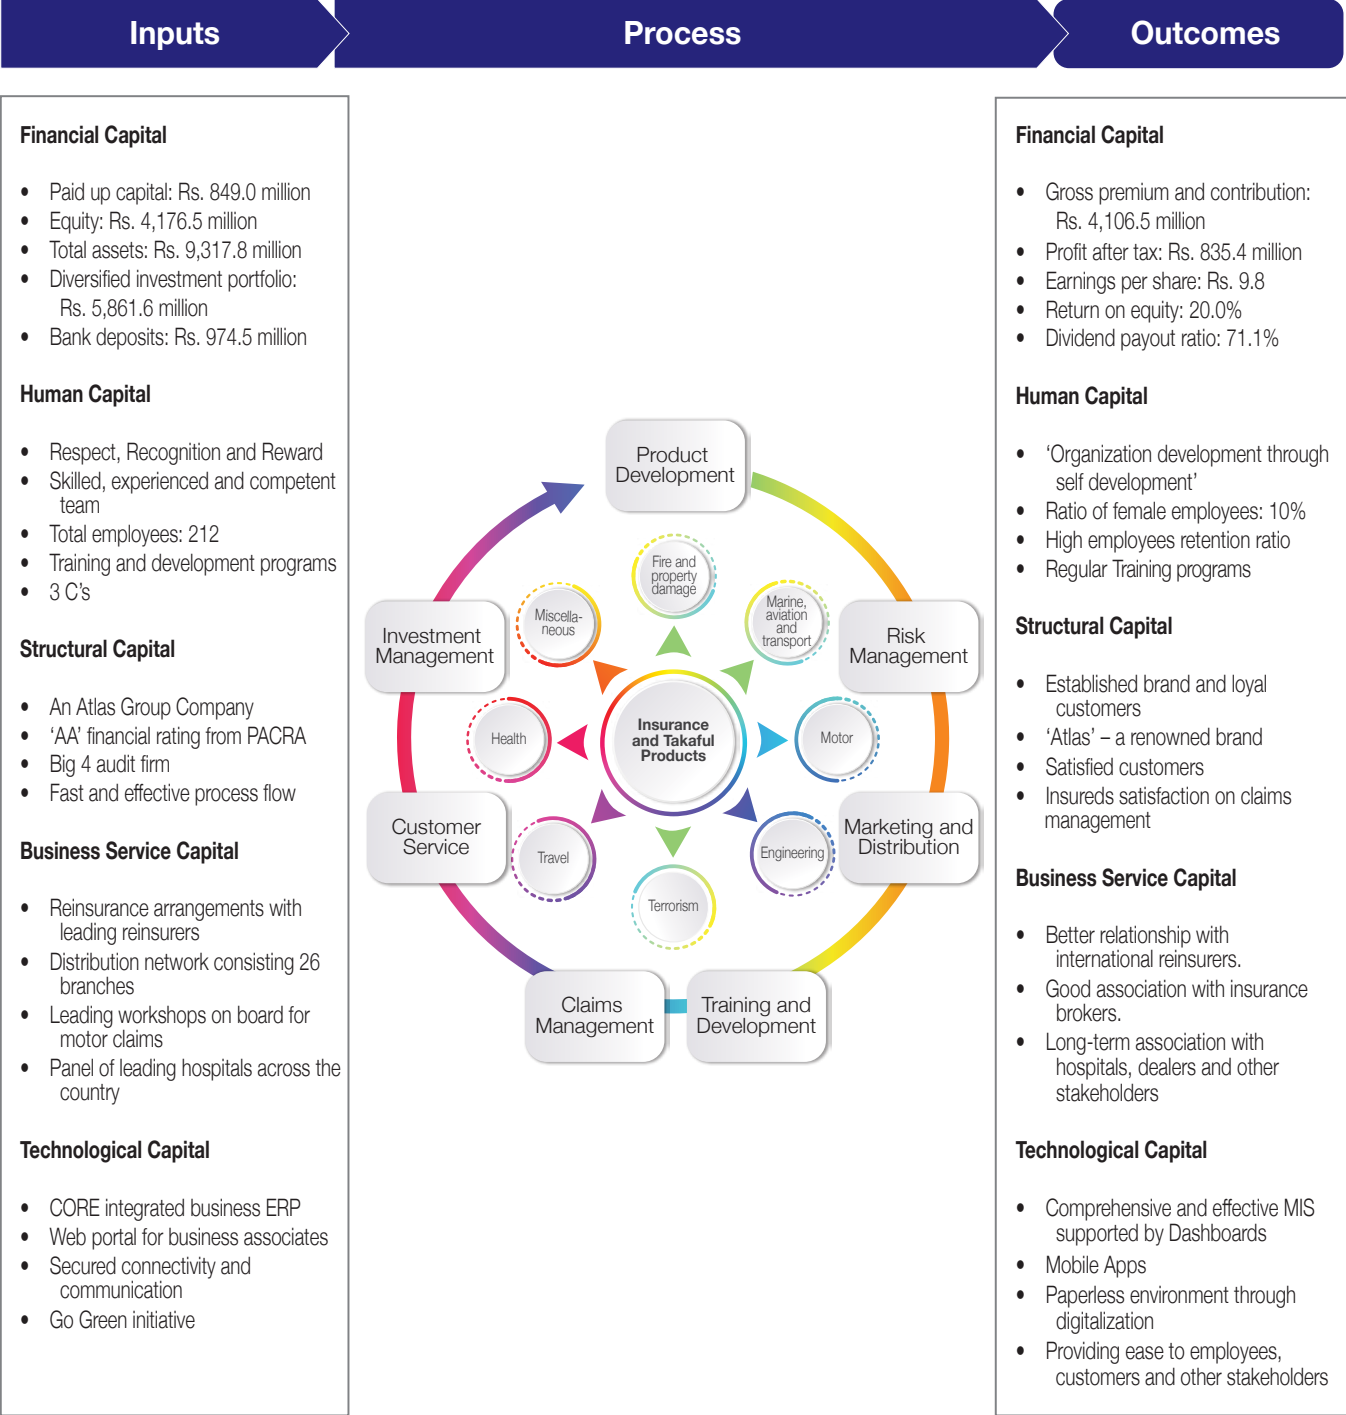 Inputs
Process
Outcomes
Financial Capital
• Paid up capital: Rs. 849.0 million
• Equity: Rs. 4,176.5 million
• Total assets: Rs. 9,317.8 million
• Diversified investment portfolio:
Rs. 5,861.6 million
• Bank deposits: Rs. 974.5 million
Human Capital
• Respect, Recognition and Reward
• Skilled, experienced and competent
team
• Total employees: 212
• Training and development programs
• 3 C's
Structural Capital
• An Atlas Group Company
• 'AA' financial rating from PACRA
• Big 4 audit firm
• Fast and effective process flow
Business Service Capital
• Reinsurance arrangements with
leading reinsurers
• Distribution network consisting 26
branches
• Leading workshops on board for
motor claims
• Panel of leading hospitals across the
country
Technological Capital
• CORE integrated business ERP
• Web portal for business associates
• Secured connectivity and
communication
• Go Green initiative
Product
Development
Risk
Management
Marketing and
Distribution
Training and
Development
Claims
Management
Customer
Service
Investment
Management
Insurance
and Takaful
Products
Fire and
property
damage
Marine,
aviation
and
transport
Motor
Engineering
Terrorism
Travel
Health
Miscella-
neous
Financial Capital
• Gross premium and contribution:
Rs. 4,106.5 million
• Profit after tax: Rs. 835.4 million
• Earnings per share: Rs. 9.8
• Return on equity: 20.0%
• Dividend payout ratio: 71.1%
Human Capital
• 'Organization development through
self development'
• Ratio of female employees: 10%
• High employees retention ratio
• Regular Training programs
Structural Capital
• Established brand and loyal
customers
• 'Atlas' – a renowned brand
• Satisfied customers
• Insureds satisfaction on claims
management
Business Service Capital
• Better relationship with
international reinsurers.
• Good association with insurance
brokers.
• Long-term association with
hospitals, dealers and other
stakeholders
Technological Capital
• Comprehensive and effective MIS
supported by Dashboards
• Mobile Apps
• Paperless environment through
digitalization
• Providing ease to employees,
customers and other stakeholders